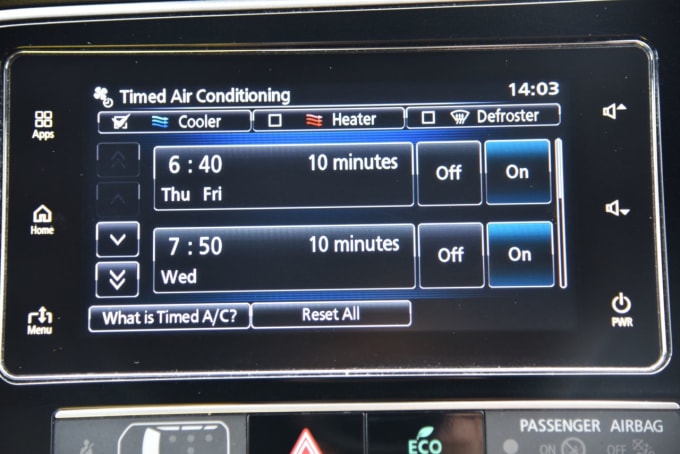 Timed Air Conditioning 14:03
Cooler Heater Defroster
Apps
6 : 40 10 minutes Off On
Thu Fri
Home
7 : 50 10 minutes Off On
Wed
What is Timed A/C? Reset All
Menu PWR
PASSENGER AIRBAG
ECO ON OFF